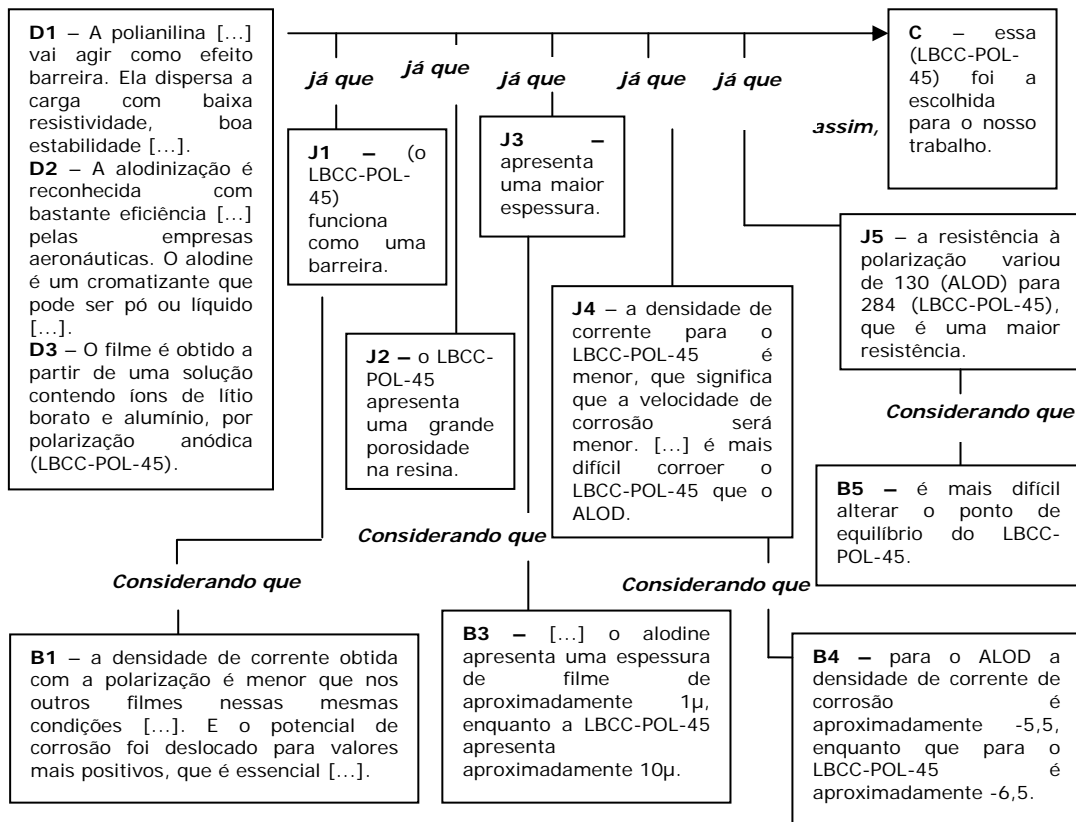 D1 – A polianilina [...]
vai agir como efeito
barreira. Ela dispersa a
carga com baixa
resistividade, boa
estabilidade [...].
D2 – A alodinização é
reconhecida com
bastante eficiência [...]
pelas empresas
aeronáuticas. O alodine
é um cromatizante que
pode ser pó ou líquido
[...].
D3 – O filme é obtido a
partir de uma solução
contendo íons de lítio
borato e alumínio, por
polarização anódica
(LBCC-POL-45).
já que
já que
já que
já que
já que
assim,
C – essa
(LBCC-POL-
45) foi a
escolhida
para o nosso
trabalho.
J1 – (o
LBCC-POL-
45)
funciona
como uma
barreira.
J2 – o LBCC-
POL-45
apresenta
uma grande
porosidade
na resina.
J3 –
apresenta
uma maior
espessura.
J4 – a densidade de
corrente para o
LBCC-POL-45 é
menor, que significa
que a velocidade de
corrosão será
menor. [...] é mais
difícil corroer o
LBCC-POL-45 que o
ALOD.
J5 – a resistência à
polarização variou
de 130 (ALOD) para
284 (LBCC-POL-45),
que é uma maior
resistência.
Considerando que
Considerando que
Considerando que
Considerando que
B5 – é mais difícil
alterar o ponto de
equilíbrio do LBCC-
POL-45.
B1 – a densidade de corrente obtida
com a polarização é menor que nos
outros filmes nessas mesmas
condições [...]. E o potencial de
corrosão foi deslocado para valores
mais positivos, que é essencial [...].
B3 – [...] o alodine
apresenta uma espessura
de filme de
aproximadamente 1µ,
enquanto a LBCC-POL-45
apresenta
aproximadamente 10µ.
B4 – para o ALOD a
densidade de corrente de
corrosão é
aproximadamente -5,5,
enquanto que para o
LBCC-POL-45 é
aproximadamente -6,5.